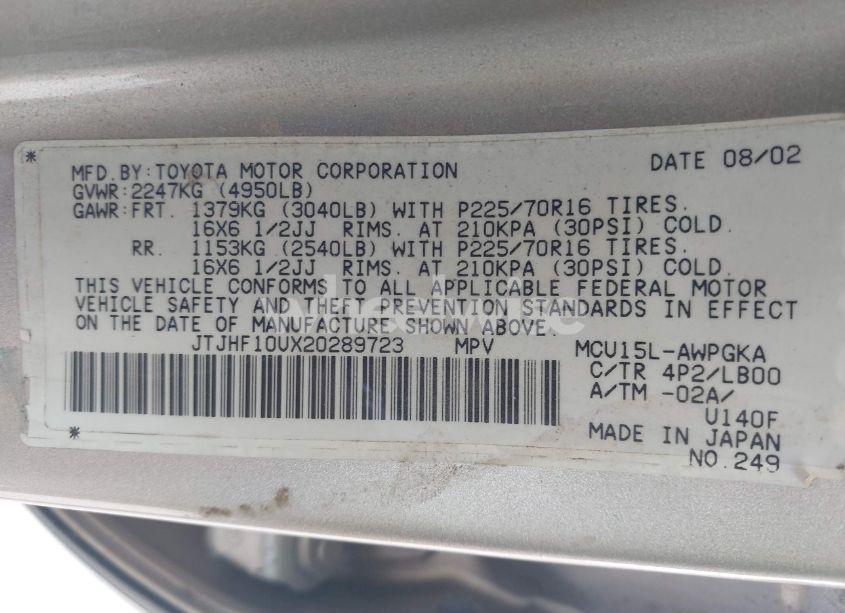 * MFD.BY:TOYOTA MOTOR CORPORATION DATE 08/02
GVWR:2247KG (4950LB)
GAWR:FRT. 1379KG (3040LB) WITH P225/70R16 TIRES.
16X6 1/2JJ RIMS. AT 210KPA (30PSI) COLD.
RR. 1153KG (2540LB) WITH P225/70R16 TIRES
16X6 1/2JJ RIMS. AT 210KPA (30PSI) COLD.
THIS VEHICLE CONFORMS TO ALL APPLICABLE FEDERAL MOTOR
VEHICLE SAFETY AND THEFT PREVENTION STANDARDS IN EFFECT
ON THE DATE OF MANUFACTURE SHOWN ABOVE.
JTJHF10UX20289723 MPV MCU15L-AWPGKA
C/TR 4P2/LB00
A/TM -02A/
U140F
* MADE IN JAPAN
NO.249